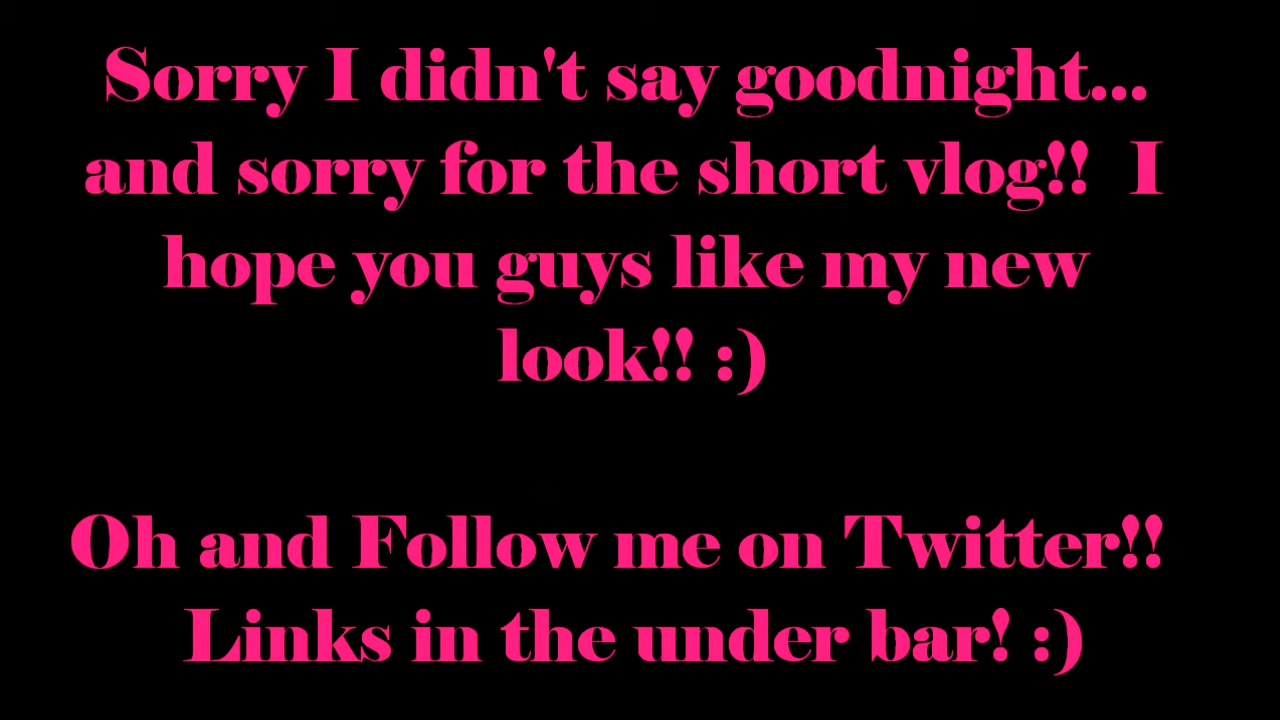 Sorry I didn't say goodnight...
and sorry for the short vlog!!  I
hope you guys like my new
look!! :)
Oh and Follow me on Twitter!!
Links in the under bar! :)